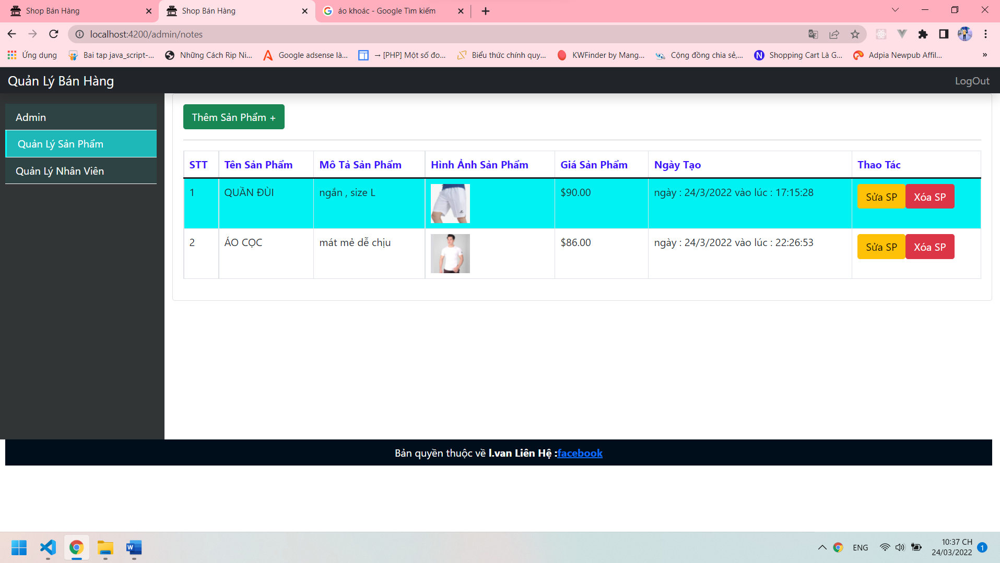 Shop Bán Hàng
Shop Bán Hàng
áo khoác - Google Tìm kiếm
localhost:4200/admin/notes
Ứng dụng
Bai tap java_script-...
Những Cách Rip Ni...
Google adsense là...
→ [PHP] Một số đo...
Biểu thức chính quy...
KWFinder by Mang...
Cộng đồng chia sẻ,...
Shopping Cart Là G...
Adpia Newpub Affil...
»
Quản Lý Bán Hàng
LogOut
Admin
Quản Lý Sản Phẩm
Quản Lý Nhân Viên
Thêm Sản Phẩm +
STT Tên Sản Phẩm Mô Tả Sản Phẩm Hình Ảnh Sản Phẩm Giá Sản Phẩm Ngày Tạo Thao Tác
1 QUẦN ĐÙI ngắn , size L $90.00 ngày : 24/3/2022 vào lúc : 17:15:28 Sửa SP Xóa SP
2 ÁO CỌC mát mẻ dễ chịu $86.00 ngày : 24/3/2022 vào lúc : 22:26:53 Sửa SP Xóa SP
Bản quyền thuộc về l.van Liên Hệ :facebook
ENG
10:37 CH
24/03/2022
1